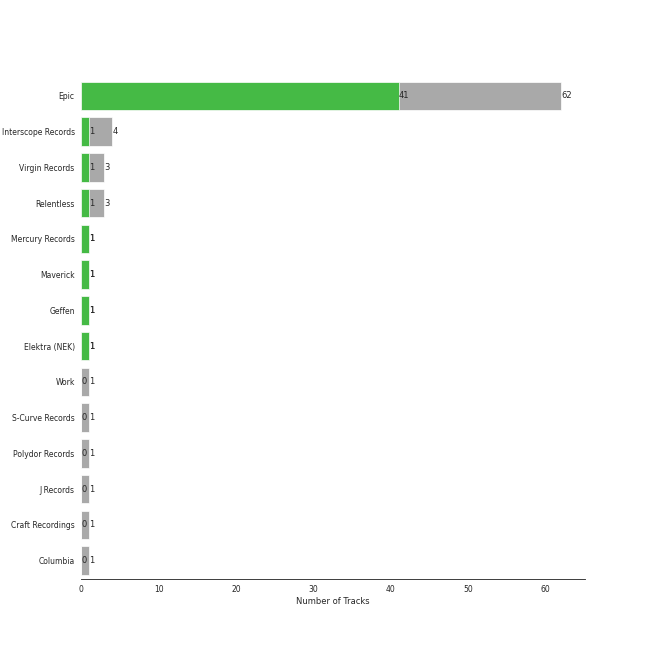 Epic 41 62
Interscope Records 1 4
Virgin Records 1 3
Relentless 1 3
Mercury Records 1
Maverick 1
Geffen 1
Elektra (NEK) 1
Work 0 1
S-Curve Records 0 1
Polydor Records 0 1
J Records 0 1
Craft Recordings 0 1
Columbia 0 1
0 10 20 30 40 50 60
Number of Tracks